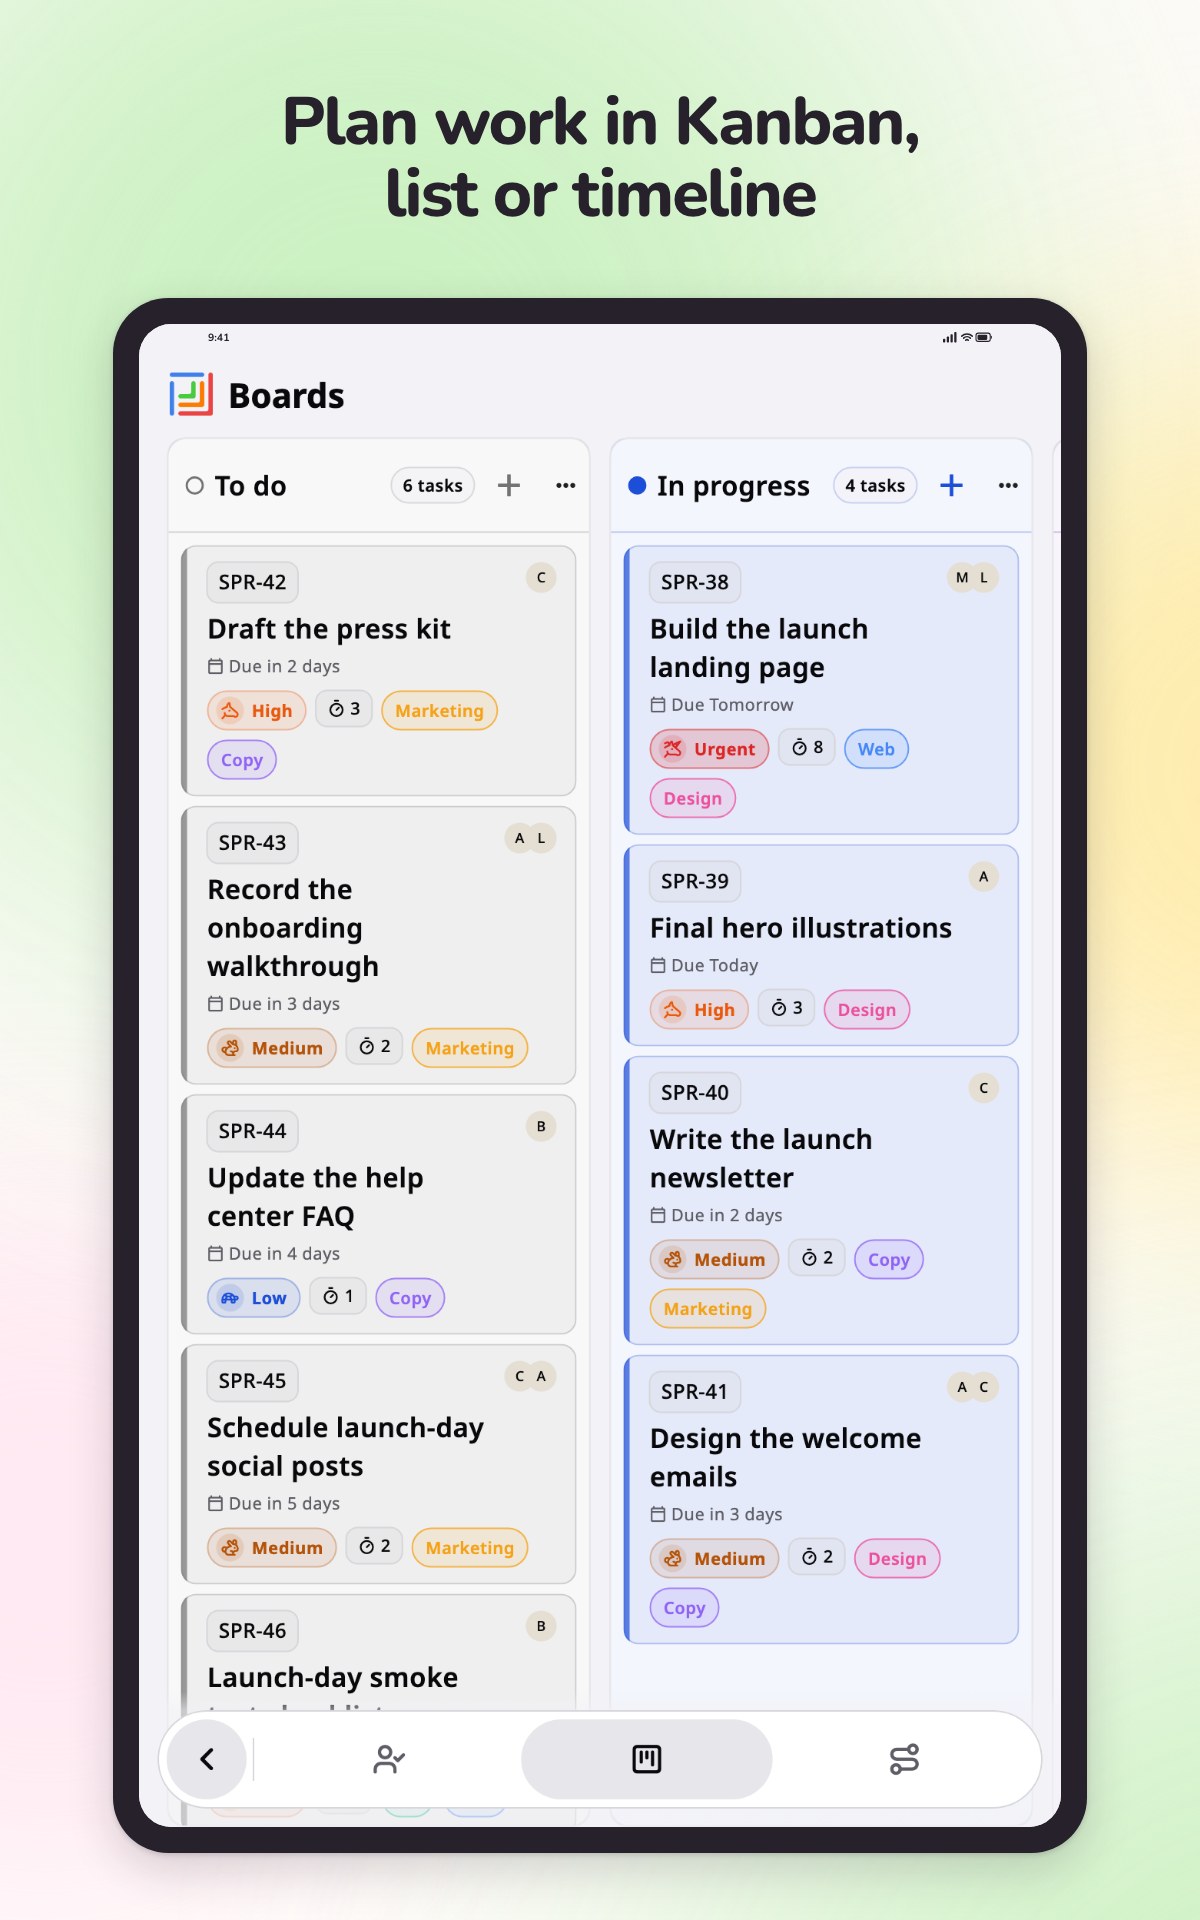 Plan work in Kanban,
list or timeline
9:41
Boards
To do
6 tasks
SPR-42
C
Draft the press kit
Due in 2 days
High
3
Marketing
Copy
SPR-43
A L
Record the
onboarding
walkthrough
Due in 3 days
Medium
2
Marketing
SPR-44
B
Update the help
center FAQ
Due in 4 days
Low
1
Copy
SPR-45
C A
Schedule launch-day
social posts
Due in 5 days
Medium
2
Marketing
SPR-46
B
Launch-day smoke
In progress
4 tasks
SPR-38
M L
Build the launch
landing page
Due Tomorrow
Urgent
8
Web
Design
SPR-39
A
Final hero illustrations
Due Today
High
3
Design
SPR-40
C
Write the launch
newsletter
Due in 2 days
Medium
2
Copy
Marketing
SPR-41
A C
Design the welcome
emails
Due in 3 days
Medium
2
Design
Copy